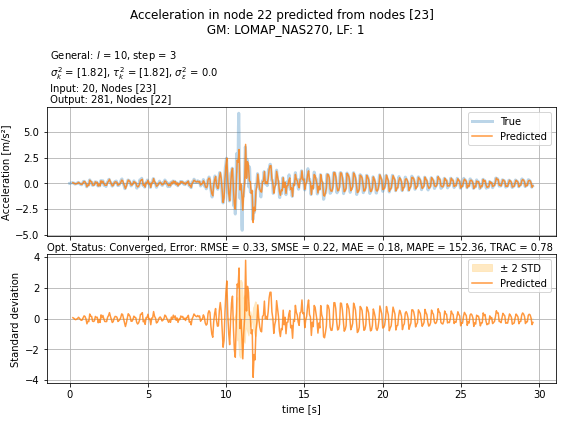 Acceleration in node 22 predicted from nodes [23]
GM: LOMAP_NAS270, LF: 1
General: l = 10, step = 3
σ²ₖ = [1.82], τ²ₖ = [1.82], σ²ε = 0.0
Input: 20, Nodes [23]
Output: 281, Nodes [22]
Acceleration [m/s²]
5.0
2.5
0.0
−2.5
−5.0
True
Predicted
Opt. Status: Converged, Error: RMSE = 0.33, SMSE = 0.22, MAE = 0.18, MAPE = 152.36, TRAC = 0.78
Standard deviation
4
2
0
−2
−4
± 2 STD
Predicted
0 5 10 15 20 25 30
time [s]